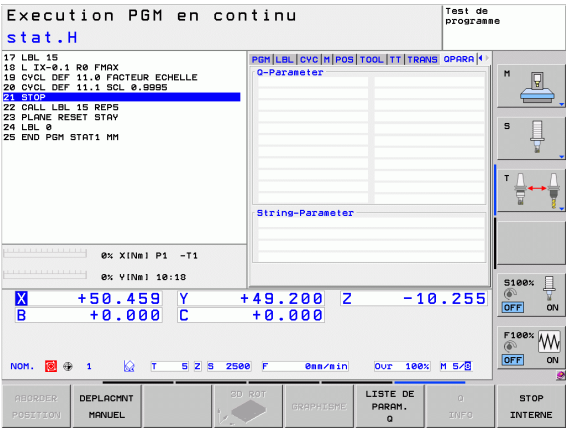 Execution PGM en continu
Test de
programme
stat.H
17 LBL 15
18 L IX-0.1 R0 FMAX
19 CYCL DEF 11.0 FACTEUR ECHELLE
20 CYCL DEF 11.1 SCL 0.9995
21 STOP
22 CALL LBL 15 REP5
23 PLANE RESET STAY
24 LBL 0
25 END PGM STAT1 MM
PGM LBL CYC M POS TOOL TT TRANS QPARA
Q-Parameter
String-Parameter
M
S
T
0% X[Nm] P1 -T1
0% Y[Nm] 10:18
X +50.459 Y +49.200 Z -10.255
B +0.000 C +0.000
S100%
OFF ON
F100%
OFF ON
NOM. 1 T 5 Z S 2500 F 0mm/min Ovr 100% M 5/8
ABORDER POSITION
DEPLACMNT MANUEL
3D ROT
GRAPHISME
LISTE DE PARAM. Q
Q INFO
STOP INTERNE